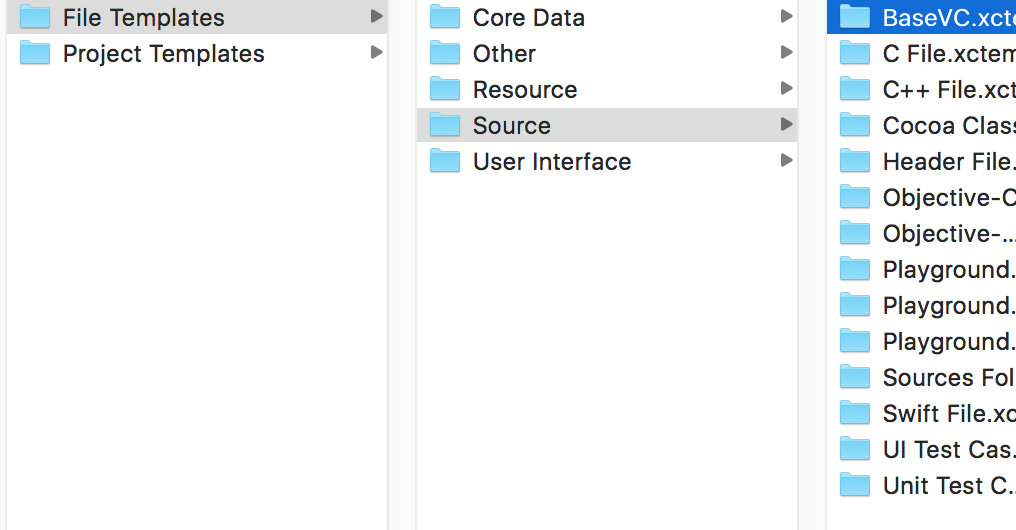 File Templates
Project Templates
Core Data
Other
Resource
Source
User Interface
BaseVC.xcte
C File.xctem
C++ File.xct
Cocoa Clas
Header File.
Objective-C
Objective-...
Playground.
Playground.
Playground.
Sources Fol
Swift File.xc
UI Test Cas.
Unit Test C..